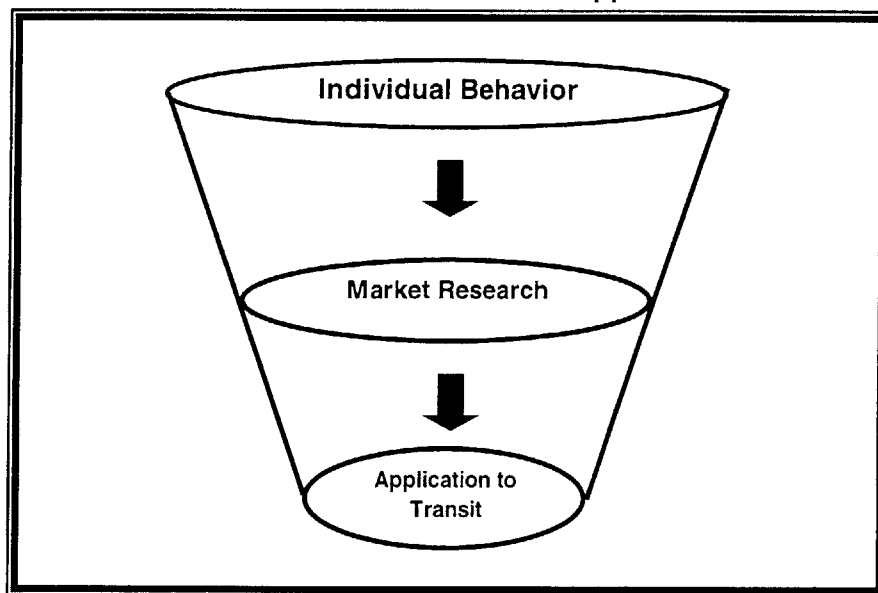 Individual Behavior
Market Research
Application to
Transit